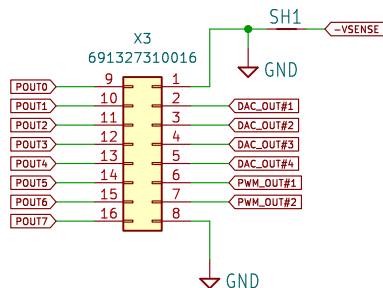 SH1
-VSENSE
X3
691327310016
GND
POUT0 9 1
POUT1 10 2 DAC_OUT#1
POUT2 11 3 DAC_OUT#2
POUT3 12 4 DAC_OUT#3
POUT4 13 5 DAC_OUT#4
POUT5 14 6 PWM_OUT#1
POUT6 15 7 PWM_OUT#2
POUT7 16 8
GND